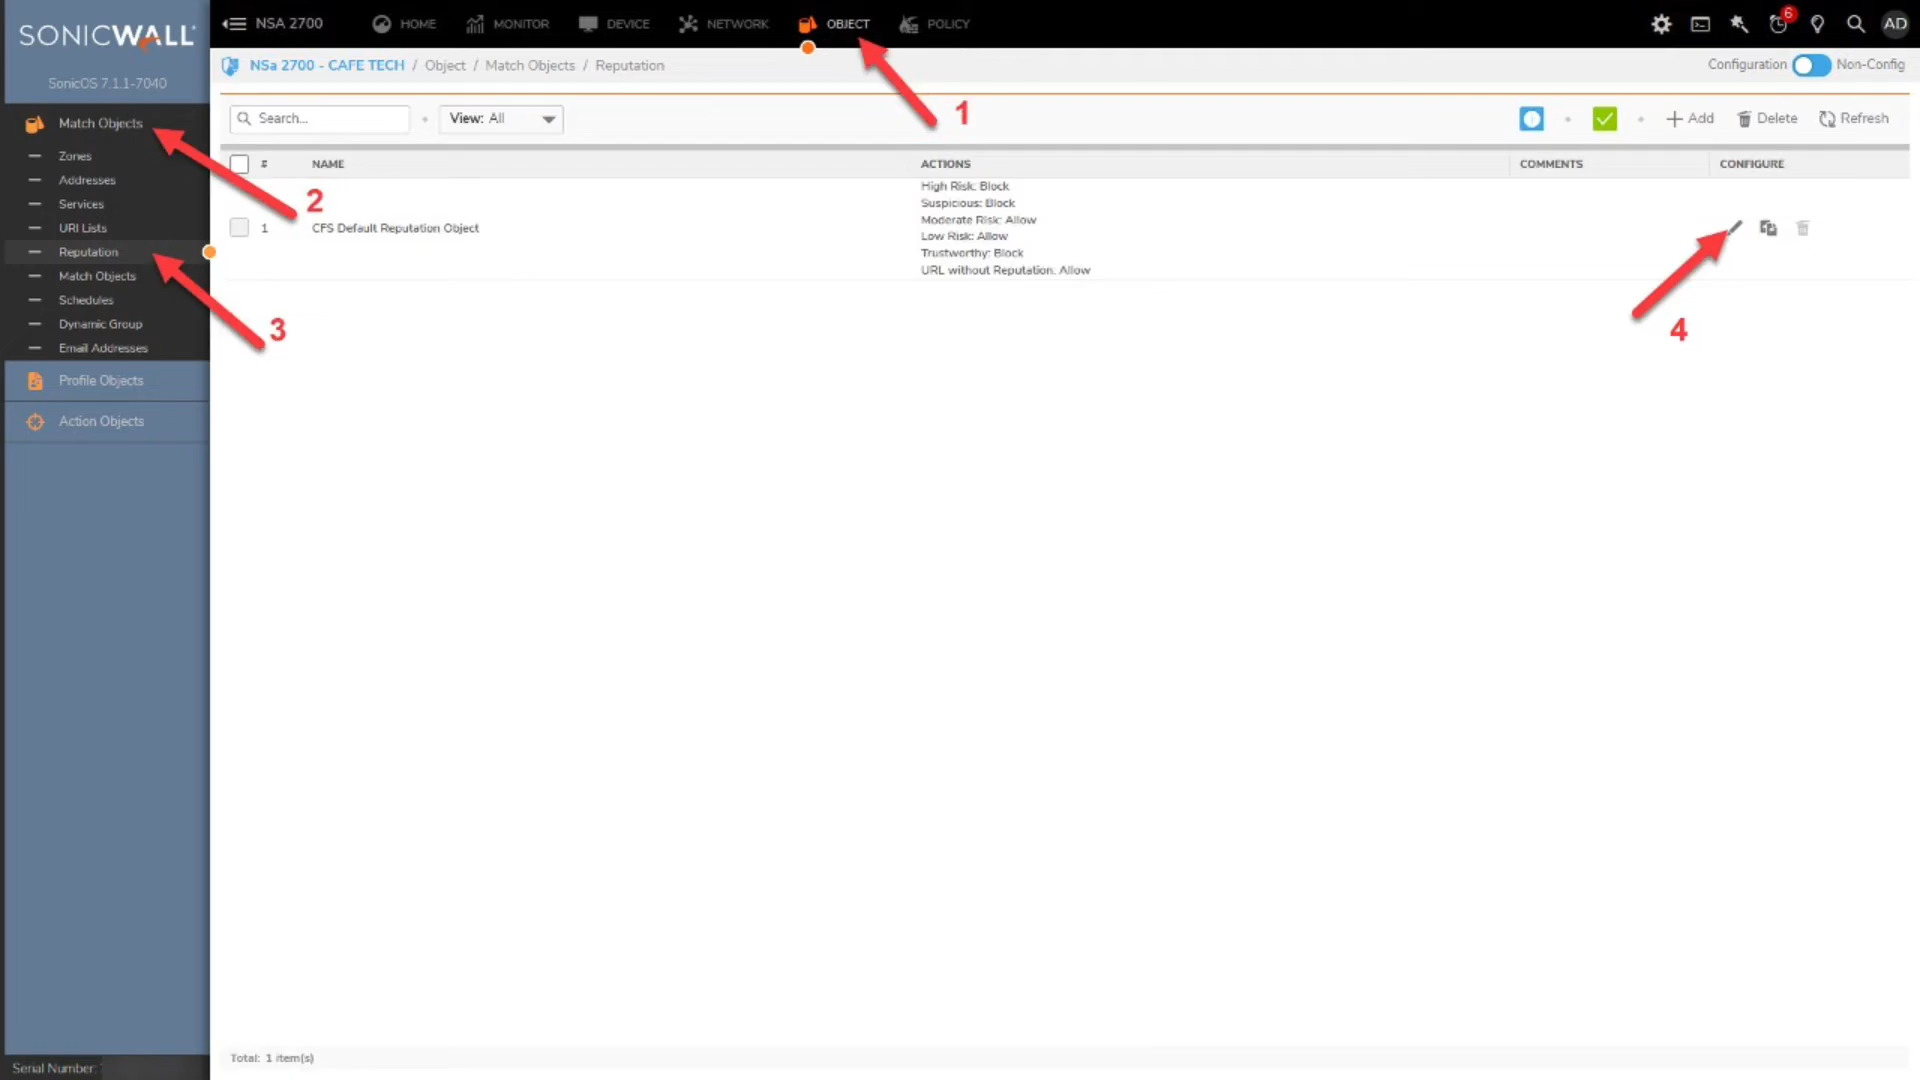 SONICWALL
SonicOS 7.1.1-7040
NSA 2700
HOME
MONITOR
DEVICE
NETWORK
OBJECT
POLICY
6
AD
NSa 2700 - CAFE TECH / Object / Match Objects / Reputation
Configuration
Non-Config
1
Search...
View: All
Add
Delete
Refresh
Match Objects
Zones
Addresses
Services
URI Lists
Reputation
Match Objects
Schedules
Dynamic Group
Email Addresses
Profile Objects
Action Objects
2
3
# NAME ACTIONS COMMENTS CONFIGURE
1 CFS Default Reputation Object
High Risk: Block
Suspicious: Block
Moderate Risk: Allow
Low Risk: Allow
Trustworthy: Block
URL without Reputation: Allow
4
Total: 1 item(s)
Serial Number: